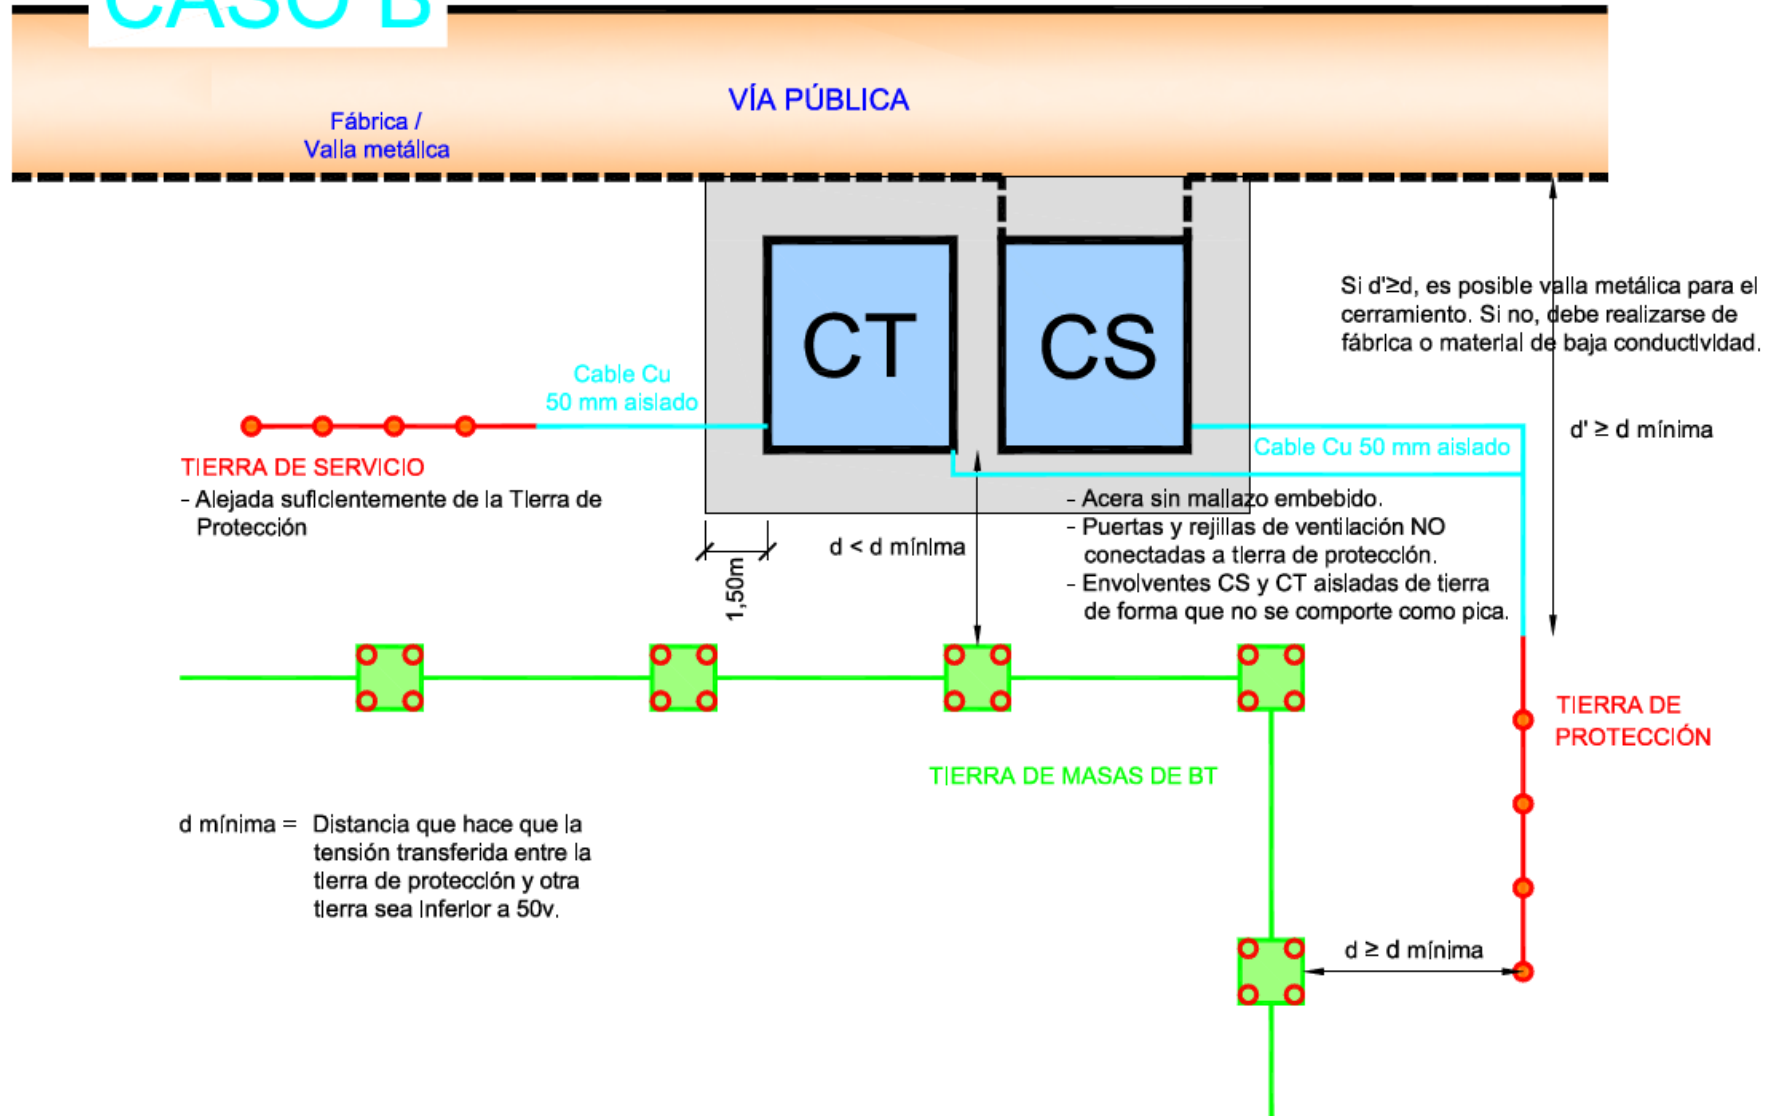 CASO B
VÍA PÚBLICA
Fábrica /
Valla metálica
CT
CS
Si d'≥d, es posible valla metálica para el
cerramiento. Si no, debe realizarse de
fábrica o material de baja conductividad.
Cable Cu
50 mm aislado
d' ≥ d mínima
Cable Cu 50 mm aislado
TIERRA DE SERVICIO
- Alejada suficientemente de la Tierra de
Protección
- Acera sin mallazo embebido.
- Puertas y rejillas de ventilación NO
conectadas a tierra de protección.
- Envolventes CS y CT aisladas de tierra
de forma que no se comporte como pica.
d < d mínima
1,50m
TIERRA DE
PROTECCIÓN
TIERRA DE MASAS DE BT
d mínima = Distancia que hace que la
tensión transferida entre la
tierra de protección y otra
tierra sea inferior a 50v.
d ≥ d mínima